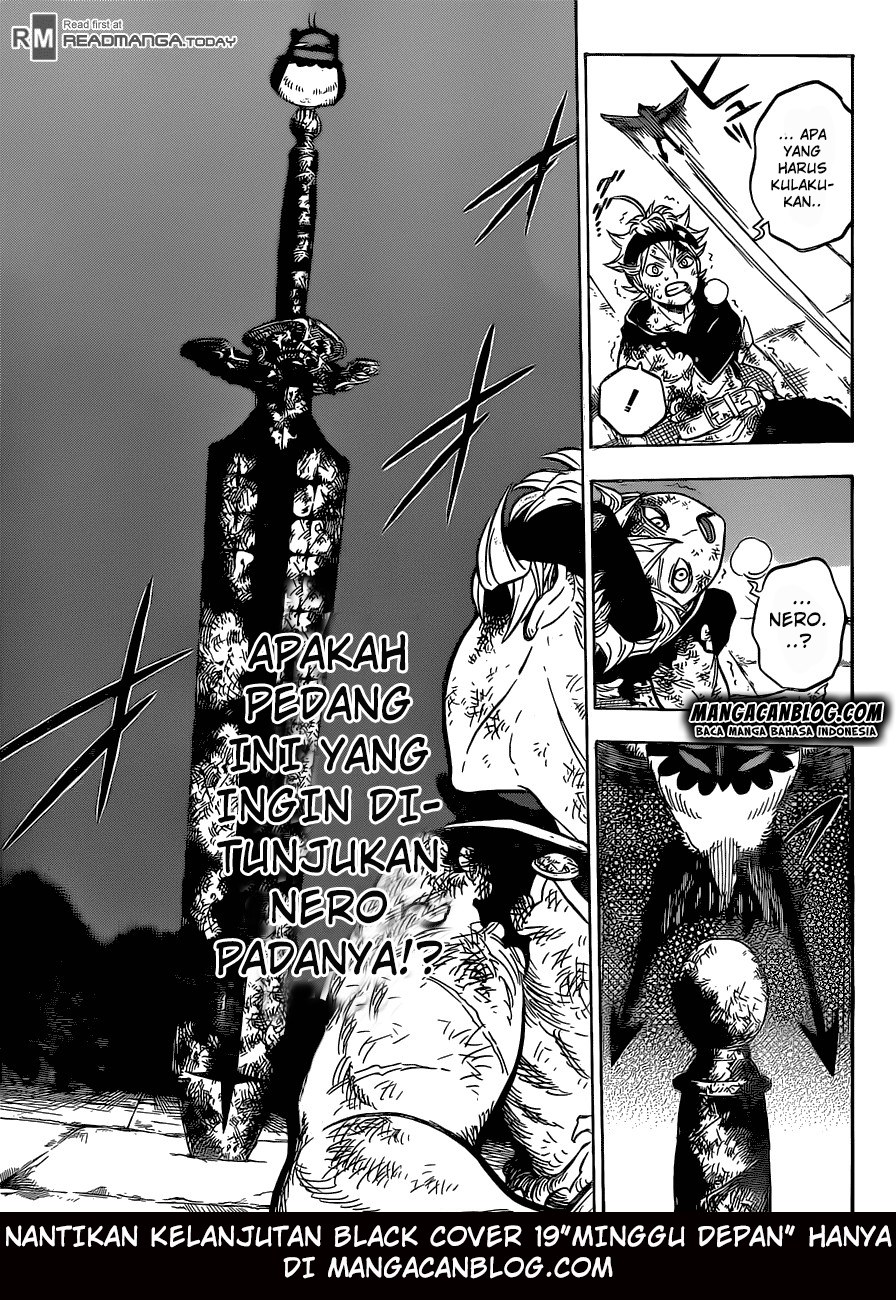 RM
Read first at
READMANGA.TODAY
... APA
YANG
HARUS
KULAKU-
KAN..
!
...
NERO.
..?
MANGACANBLOG.COM
BACA MANGA BAHASA INDONESIA
APAKAH
PEDANG
INI YANG
INGIN DI-
TUNJUKAN
NERO
PADANYA!?
NANTIKAN KELANJUTAN BLACK COVER 19"MINGGU DEPAN" HANYA
DI MANGACANBLOG.COM